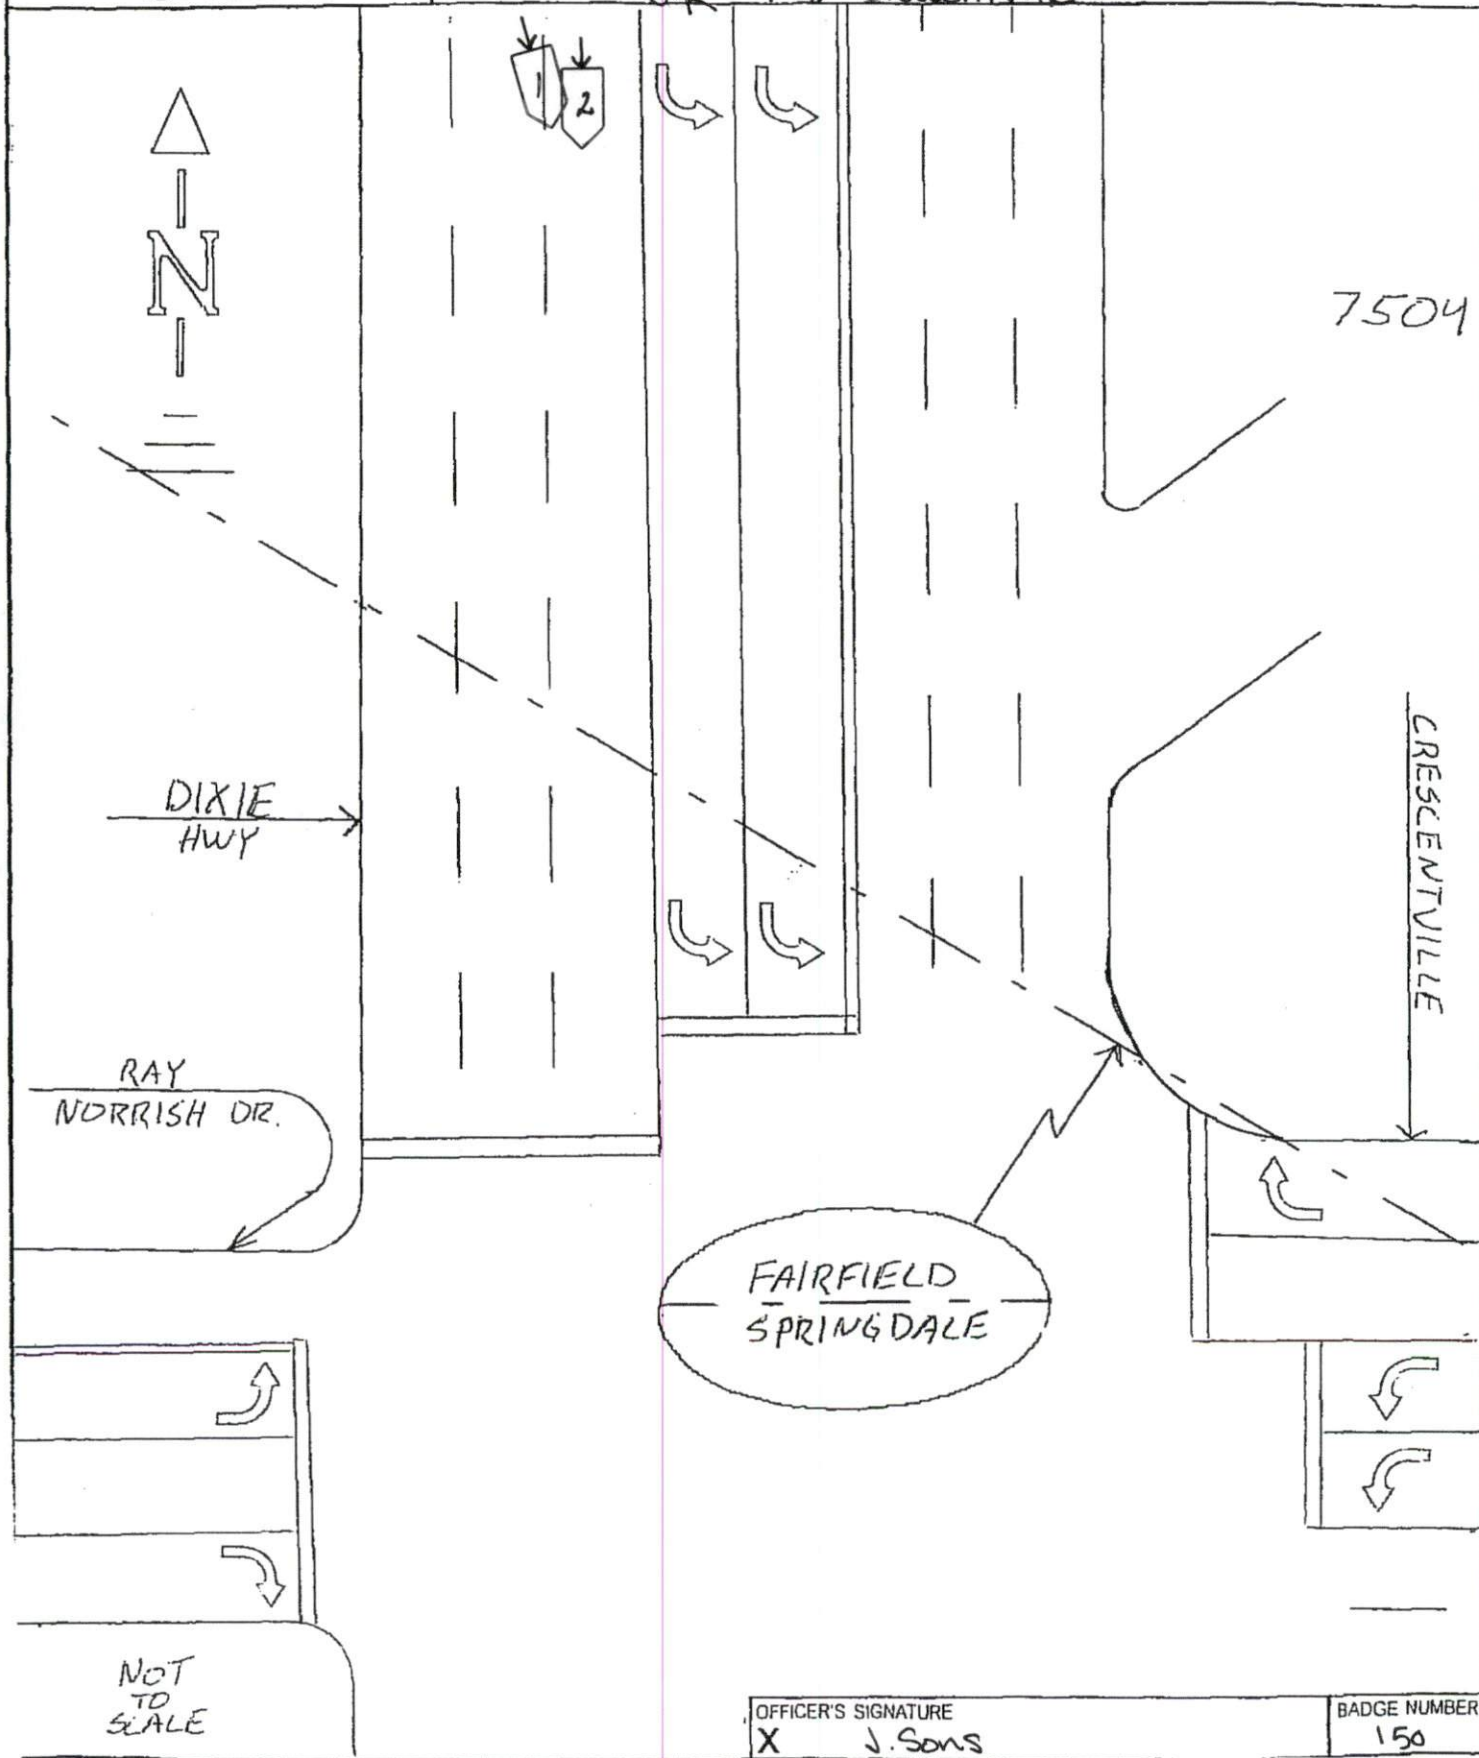 1
2
N
7504
DIXIE
HWY
CRESCENTVILLE
RAY
NORRISH DR.
FAIRFIELD
SPRINGDALE
NOT
TO
SCALE
OFFICER'S SIGNATURE
X J. Sons
BADGE NUMBER
150